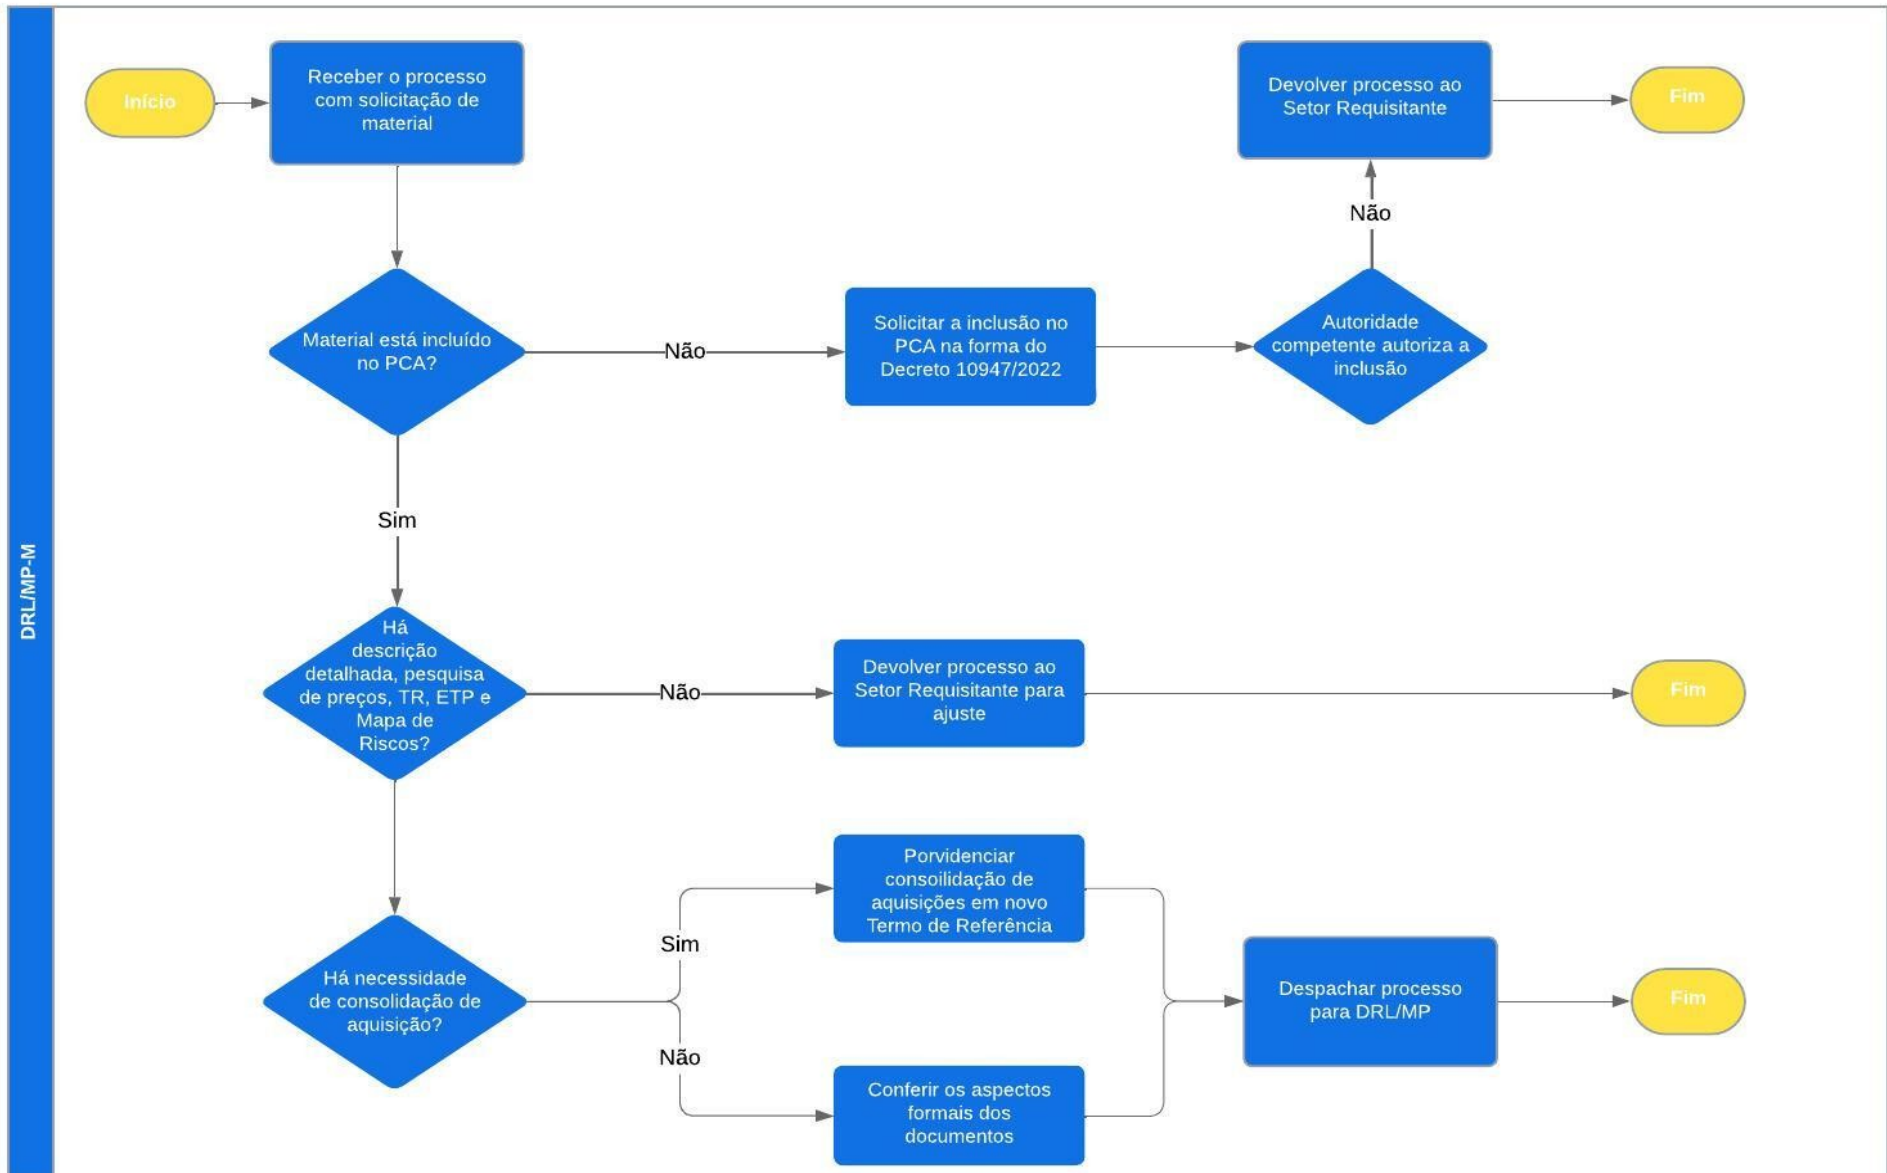 DRL/MP-M
Início
Receber o processo
com solicitação de
material
Devolver processo ao
Setor Requisitante
Fim
Não
Material está incluído
no PCA?
Não
Solicitar a inclusão no
PCA na forma do
Decreto 10947/2022
Autoridade
competente autoriza a
inclusão
Sim
Há
descrição
detalhada, pesquisa
de preços, TR, ETP e
Mapa de
Riscos?
Não
Devolver processo ao
Setor Requisitante para
ajuste
Fim
Há necessidade
de consolidação de
aquisição?
Sim
Porvidenciar
consoilidação de
aquisições em novo
Termo de Referência
Não
Conferir os aspectos
formais dos
documentos
Despachar processo
para DRL/MP
Fim